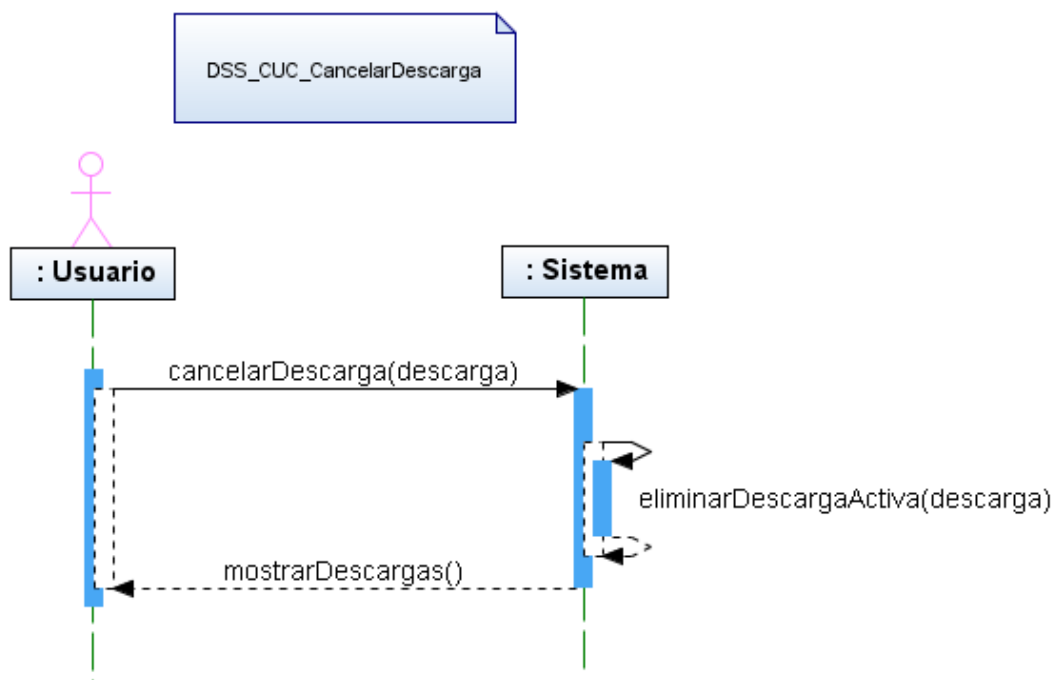 DSS_CUC_CancelarDescarga
: Usuario
: Sistema
cancelarDescarga(descarga)
eliminarDescargaActiva(descarga)
mostrarDescargas()